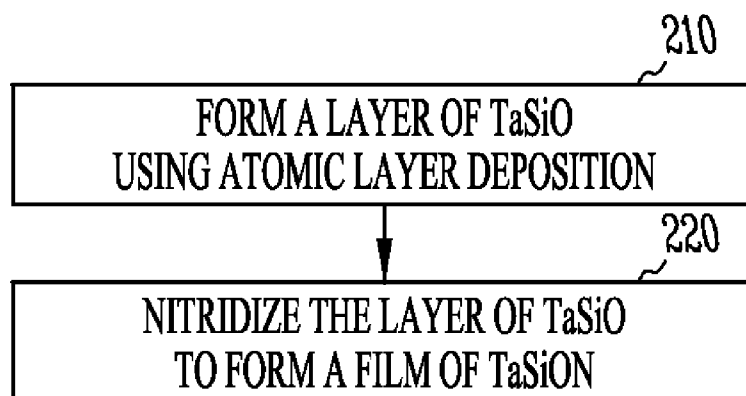 210
FORM A LAYER OF TaSiO
USING ATOMIC LAYER DEPOSITION
220
NITRIDIZE THE LAYER OF TaSiO
TO FORM A FILM OF TaSiON